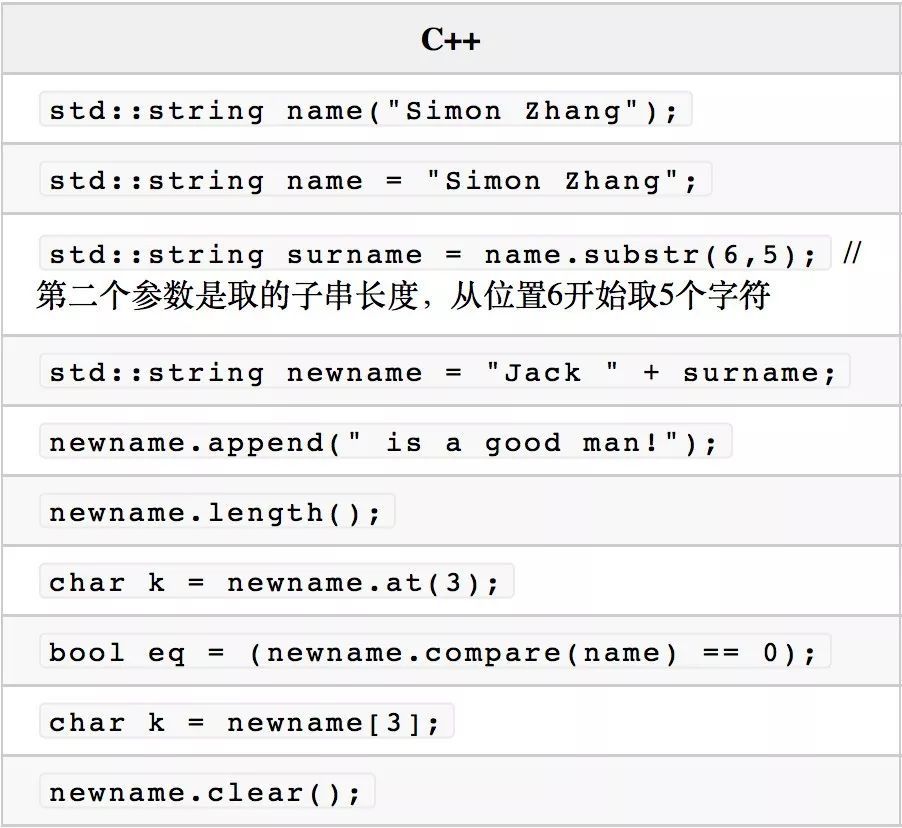 C++
std::string name("Simon Zhang");
std::string name = "Simon Zhang";
std::string surname = name.substr(6,5); //
第二个参数是取的子串长度，从位置6开始取5个字符
std::string newname = "Jack " + surname;
newname.append(" is a good man!");
newname.length();
char k = newname.at(3);
bool eq = (newname.compare(name) == 0);
char k = newname[3];
newname.clear();